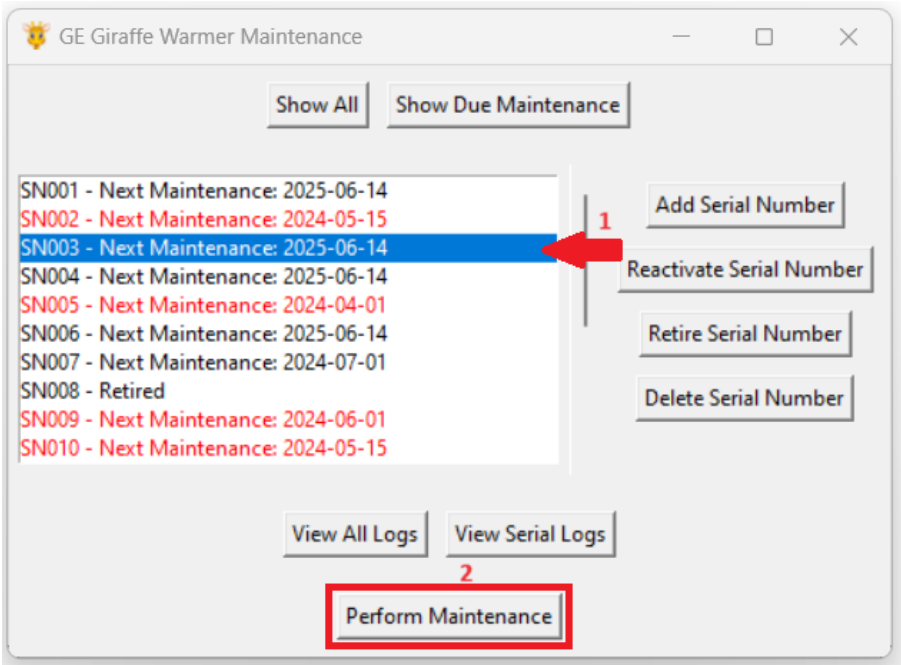 GE Giraffe Warmer Maintenance
Show All
Show Due Maintenance
SN001 - Next Maintenance: 2025-06-14
SN002 - Next Maintenance: 2024-05-15
SN003 - Next Maintenance: 2025-06-14
SN004 - Next Maintenance: 2025-06-14
SN005 - Next Maintenance: 2024-04-01
SN006 - Next Maintenance: 2025-06-14
SN007 - Next Maintenance: 2024-07-01
SN008 - Retired
SN009 - Next Maintenance: 2024-06-01
SN010 - Next Maintenance: 2024-05-15
1
Add Serial Number
Reactivate Serial Number
Retire Serial Number
Delete Serial Number
View All Logs
View Serial Logs
2
Perform Maintenance